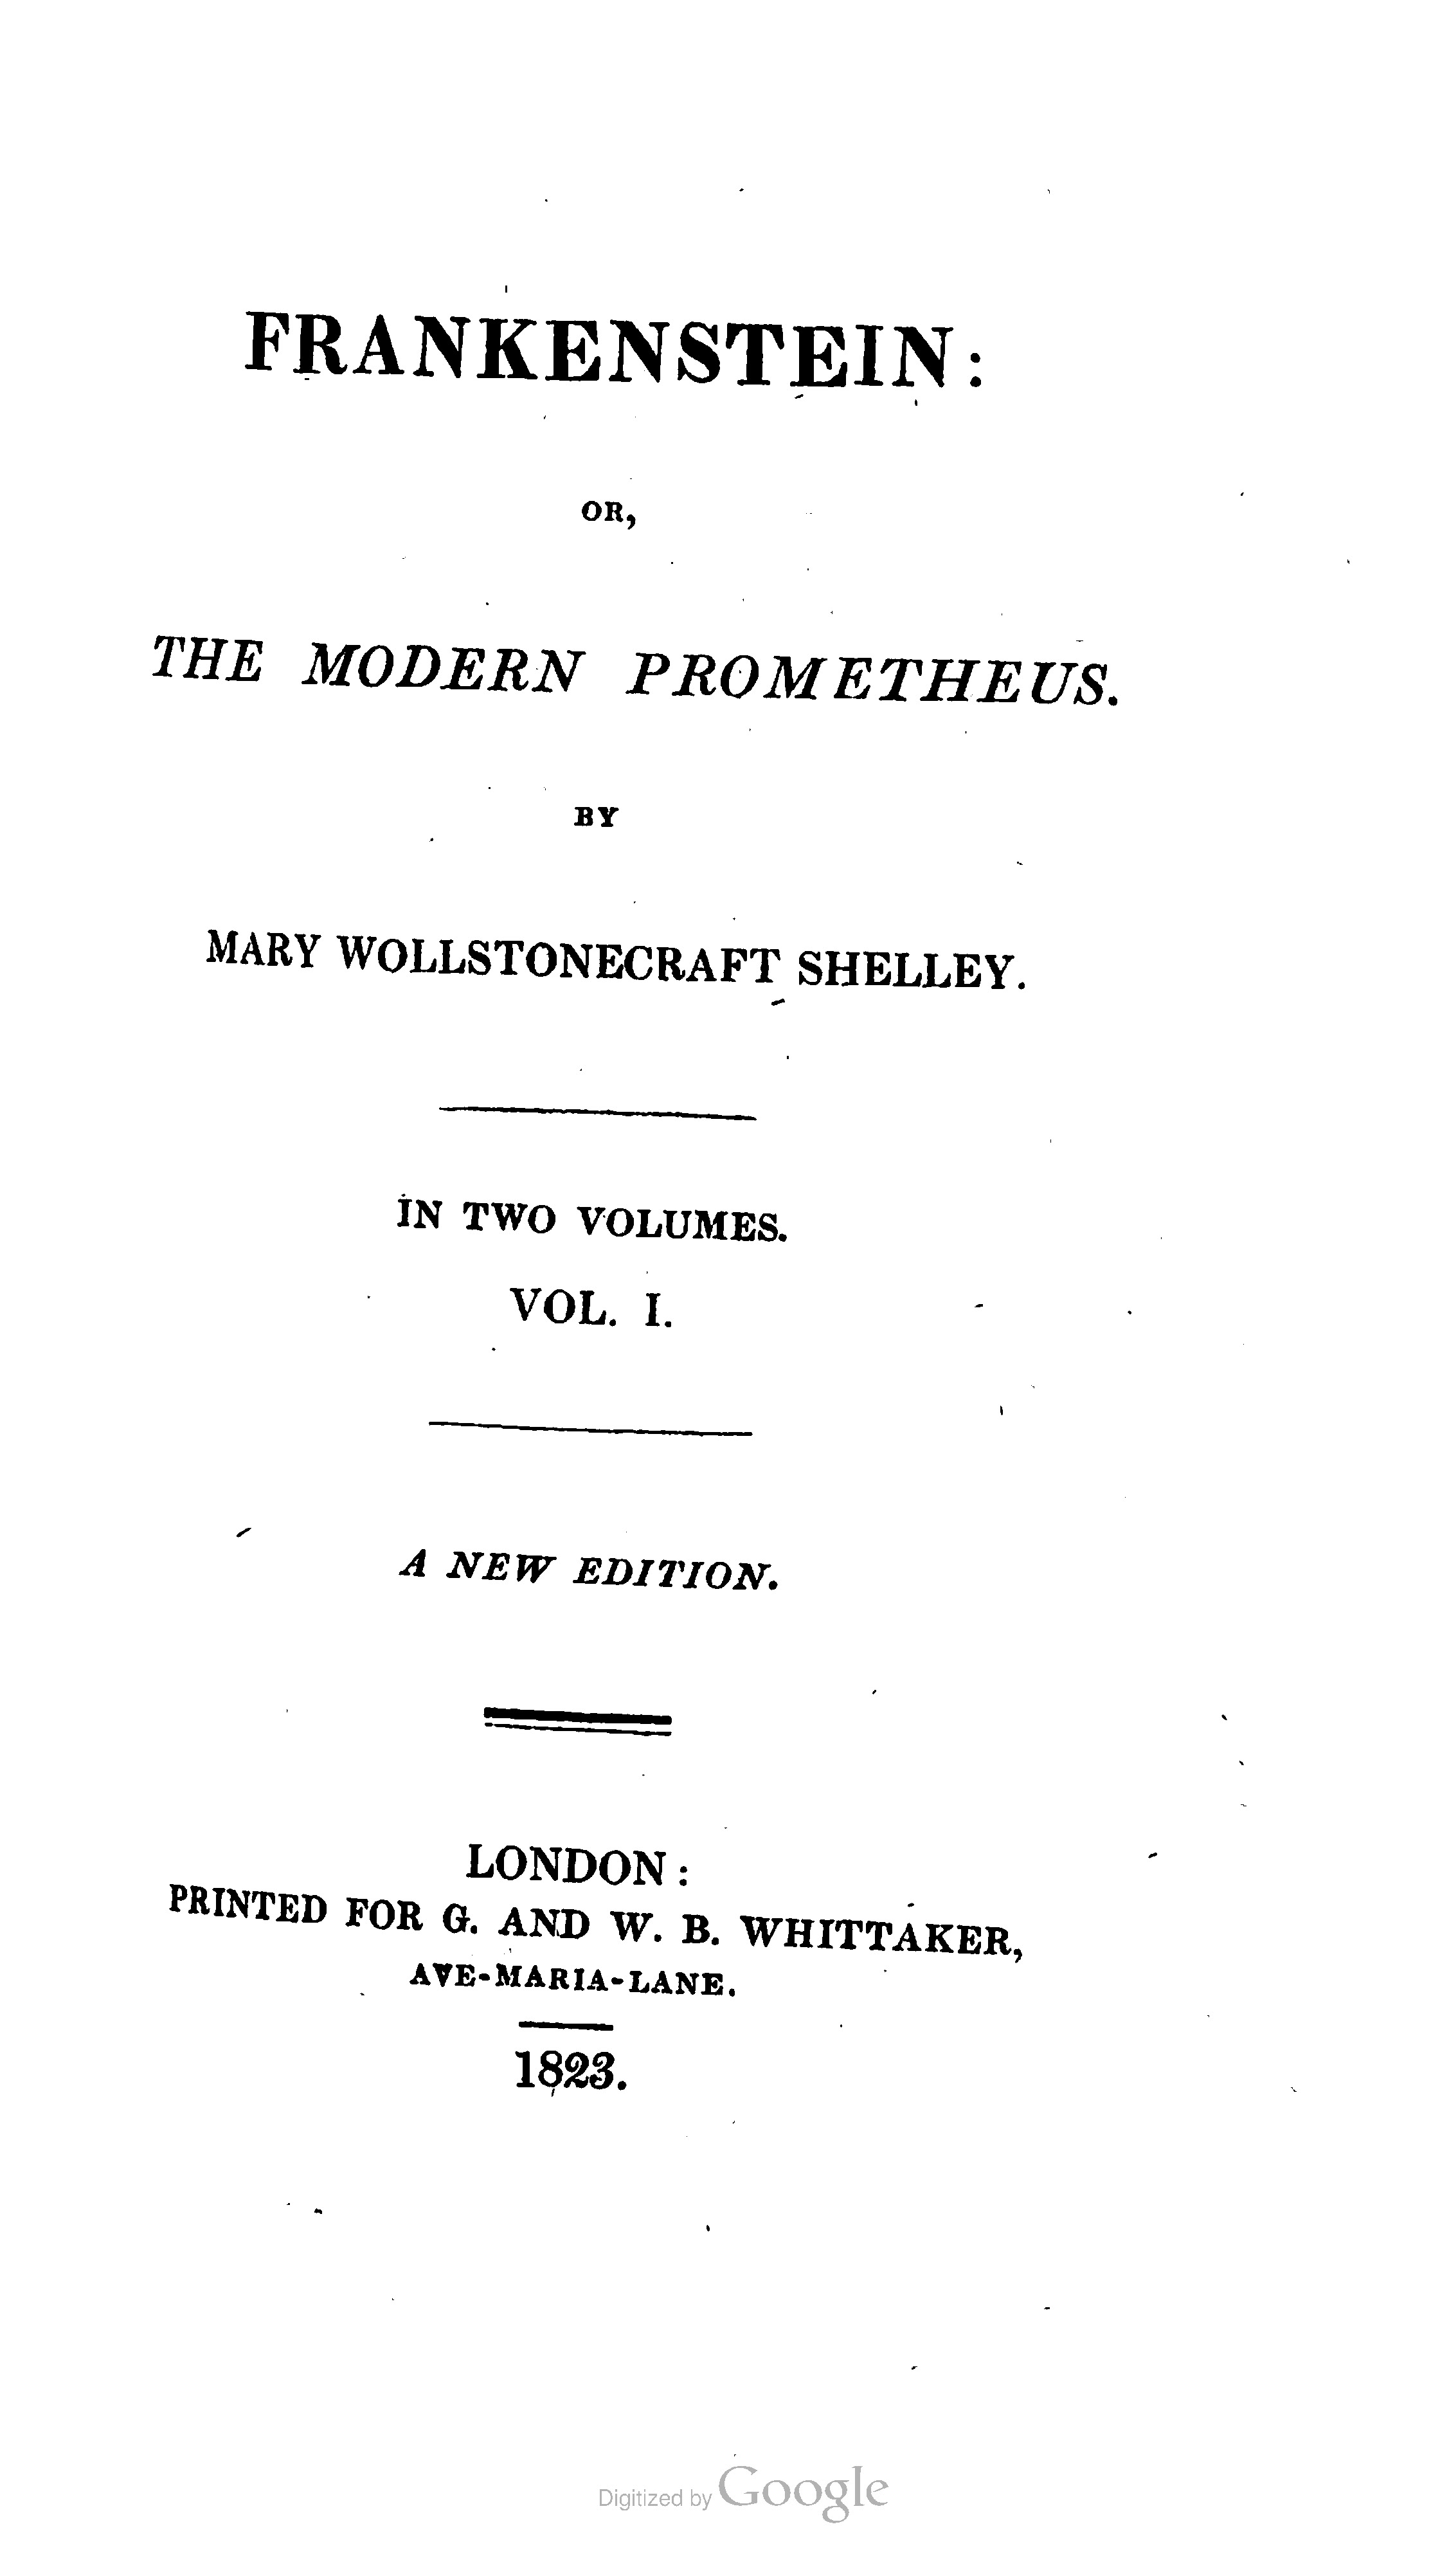 FRANKENSTEIN:
OR,
THE MODERN PROMETHEUS.
BY
MARY WOLLSTONECRAFT SHELLEY.
IN TWO VOLUMES.
VOL. I.
A NEW EDITION.
LONDON:
PRINTED FOR G. AND W. B. WHITTAKER,
AVE-MARIA-LANE.
1823.
Digitized by Google